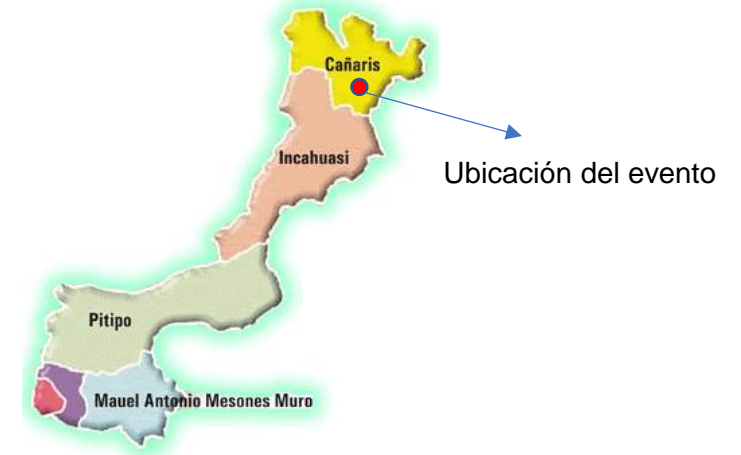 Cañaris
Incahuasi
Ubicación del evento
Pitipo
Mauel Antonio Mesones Muro